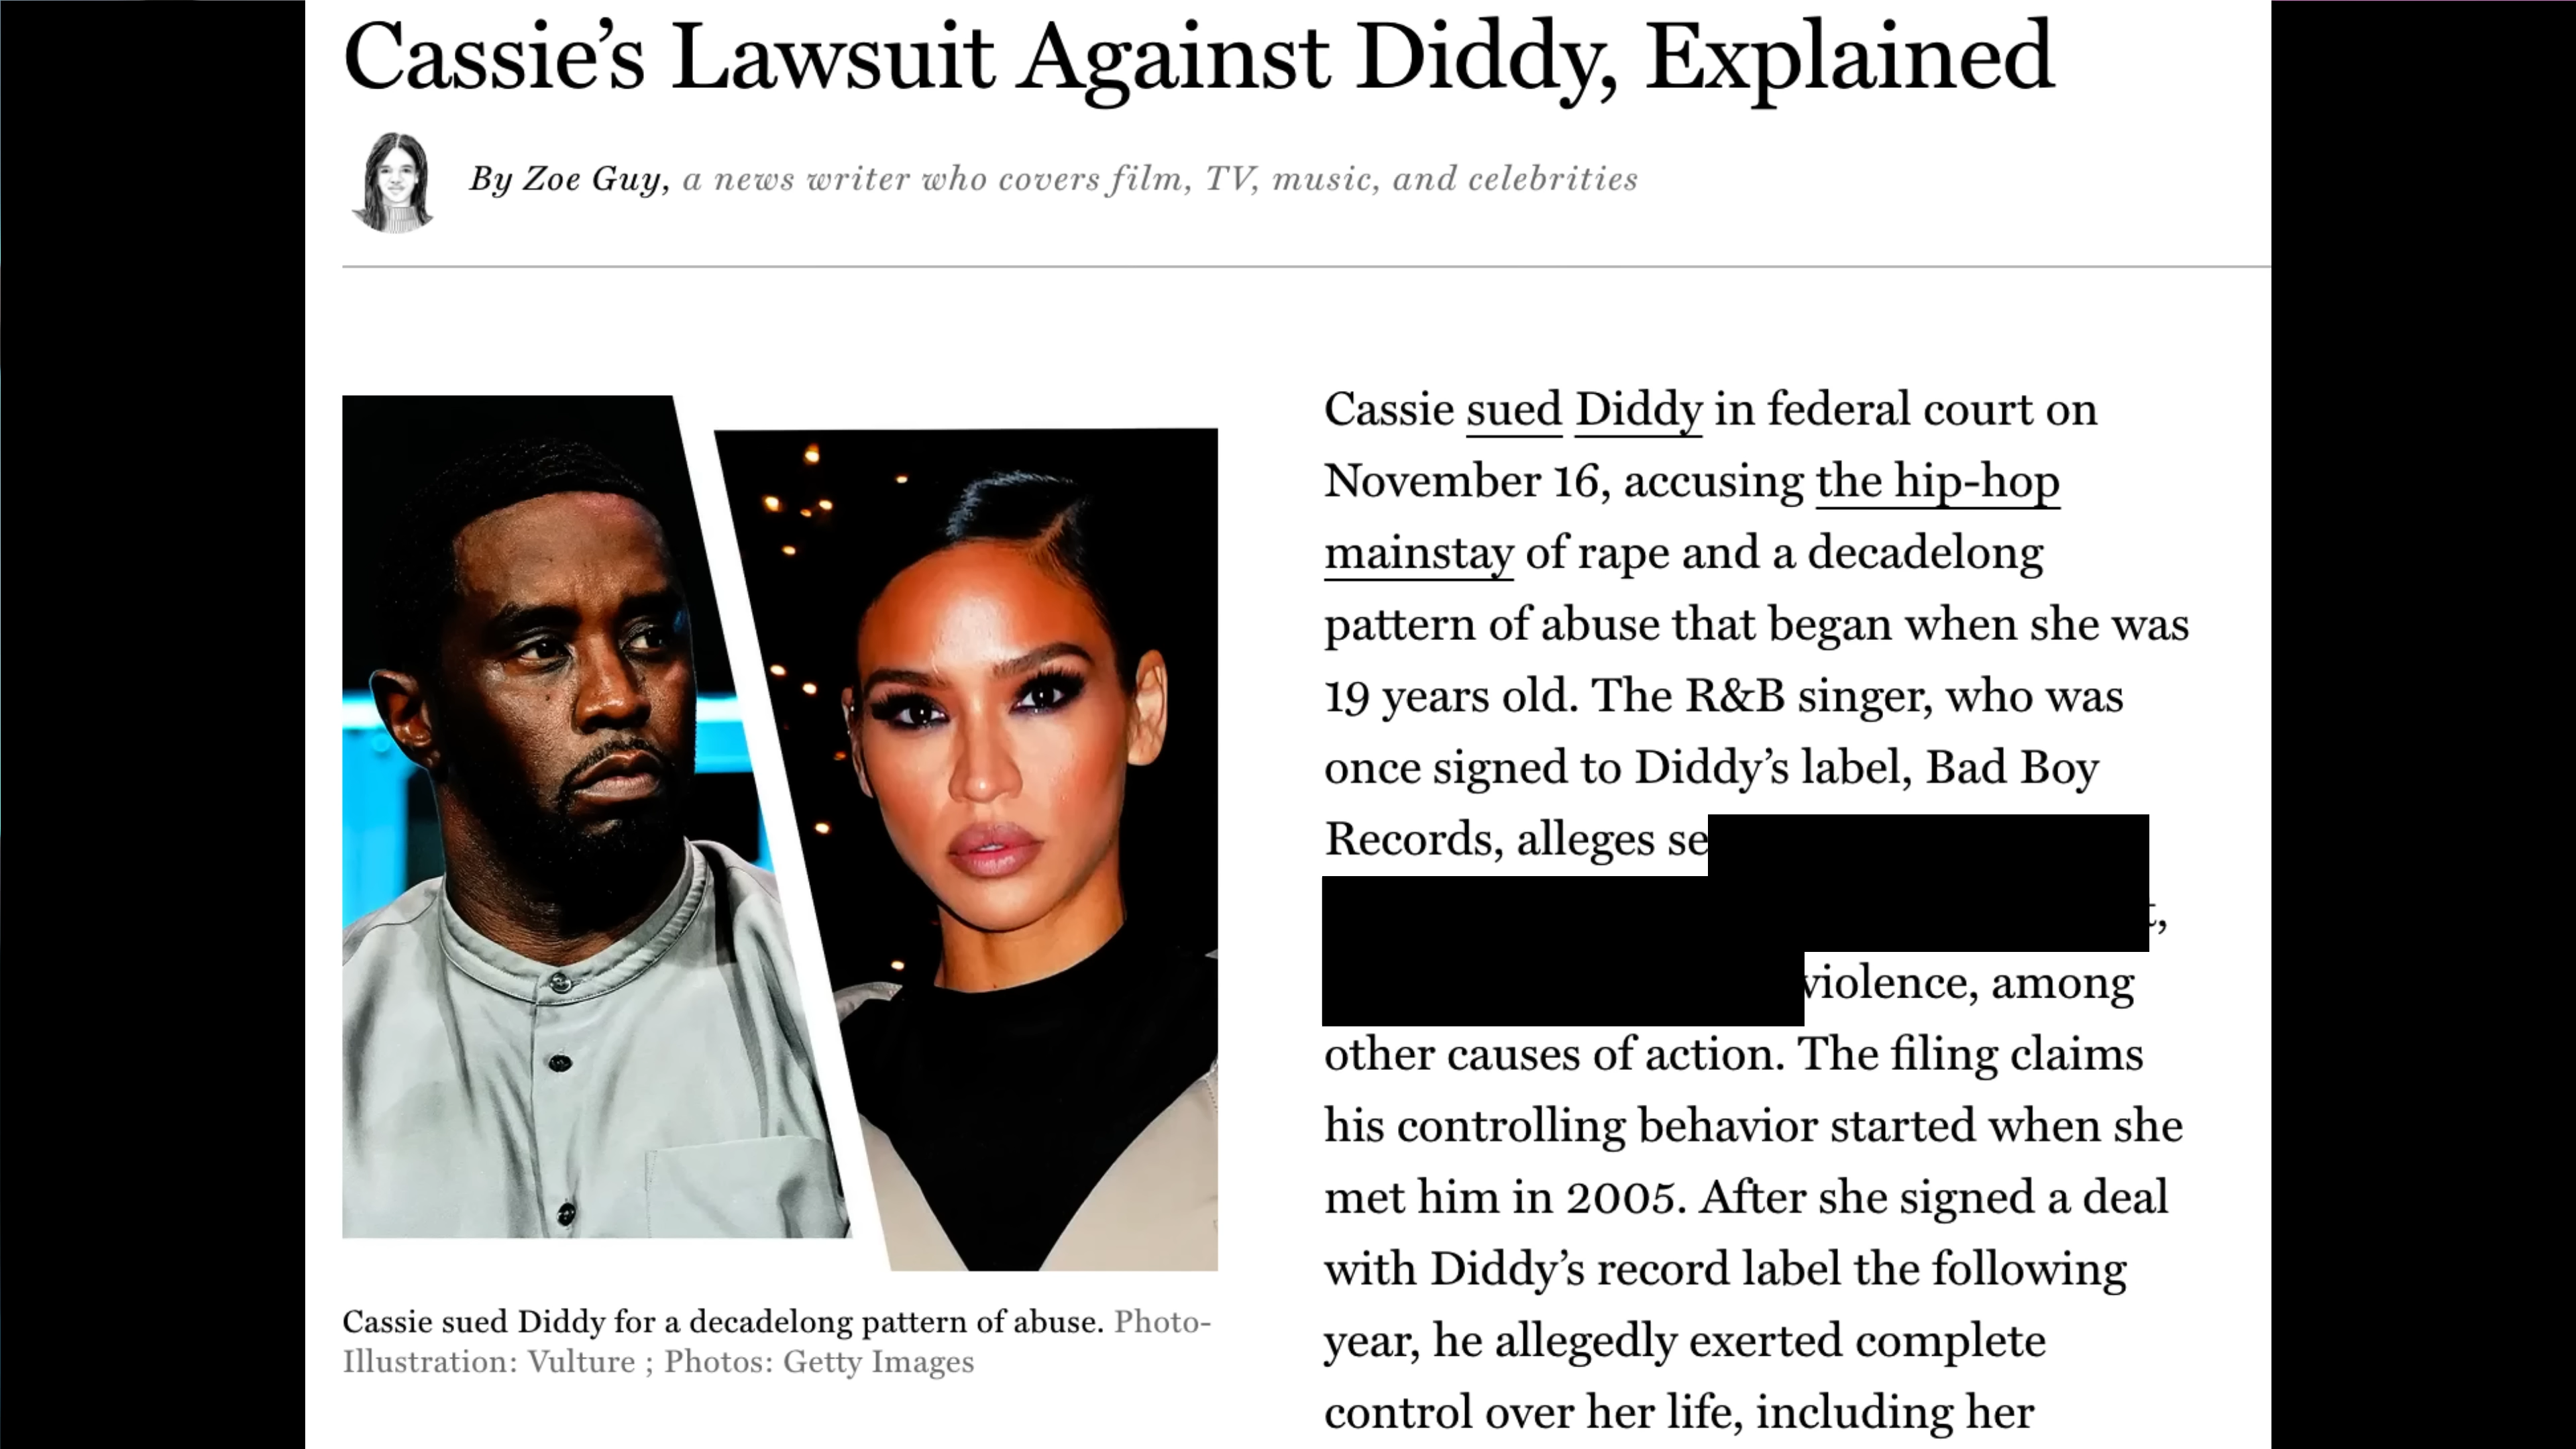 Cassie’s Lawsuit Against Diddy, Explained
By Zoe Guy, a news writer who covers film, TV, music, and celebrities
Cassie sued Diddy in federal court on
November 16, accusing the hip-hop
mainstay of rape and a decadelong
pattern of abuse that began when she was
19 years old. The R&B singer, who was
once signed to Diddy’s label, Bad Boy
Records, alleges
violence, among
other causes of action. The filing claims
his controlling behavior started when she
met him in 2005. After she signed a deal
with Diddy’s record label the following
year, he allegedly exerted complete
control over her life, including her
Cassie sued Diddy for a decadelong pattern of abuse. Photo-
Illustration: Vulture ; Photos: Getty Images